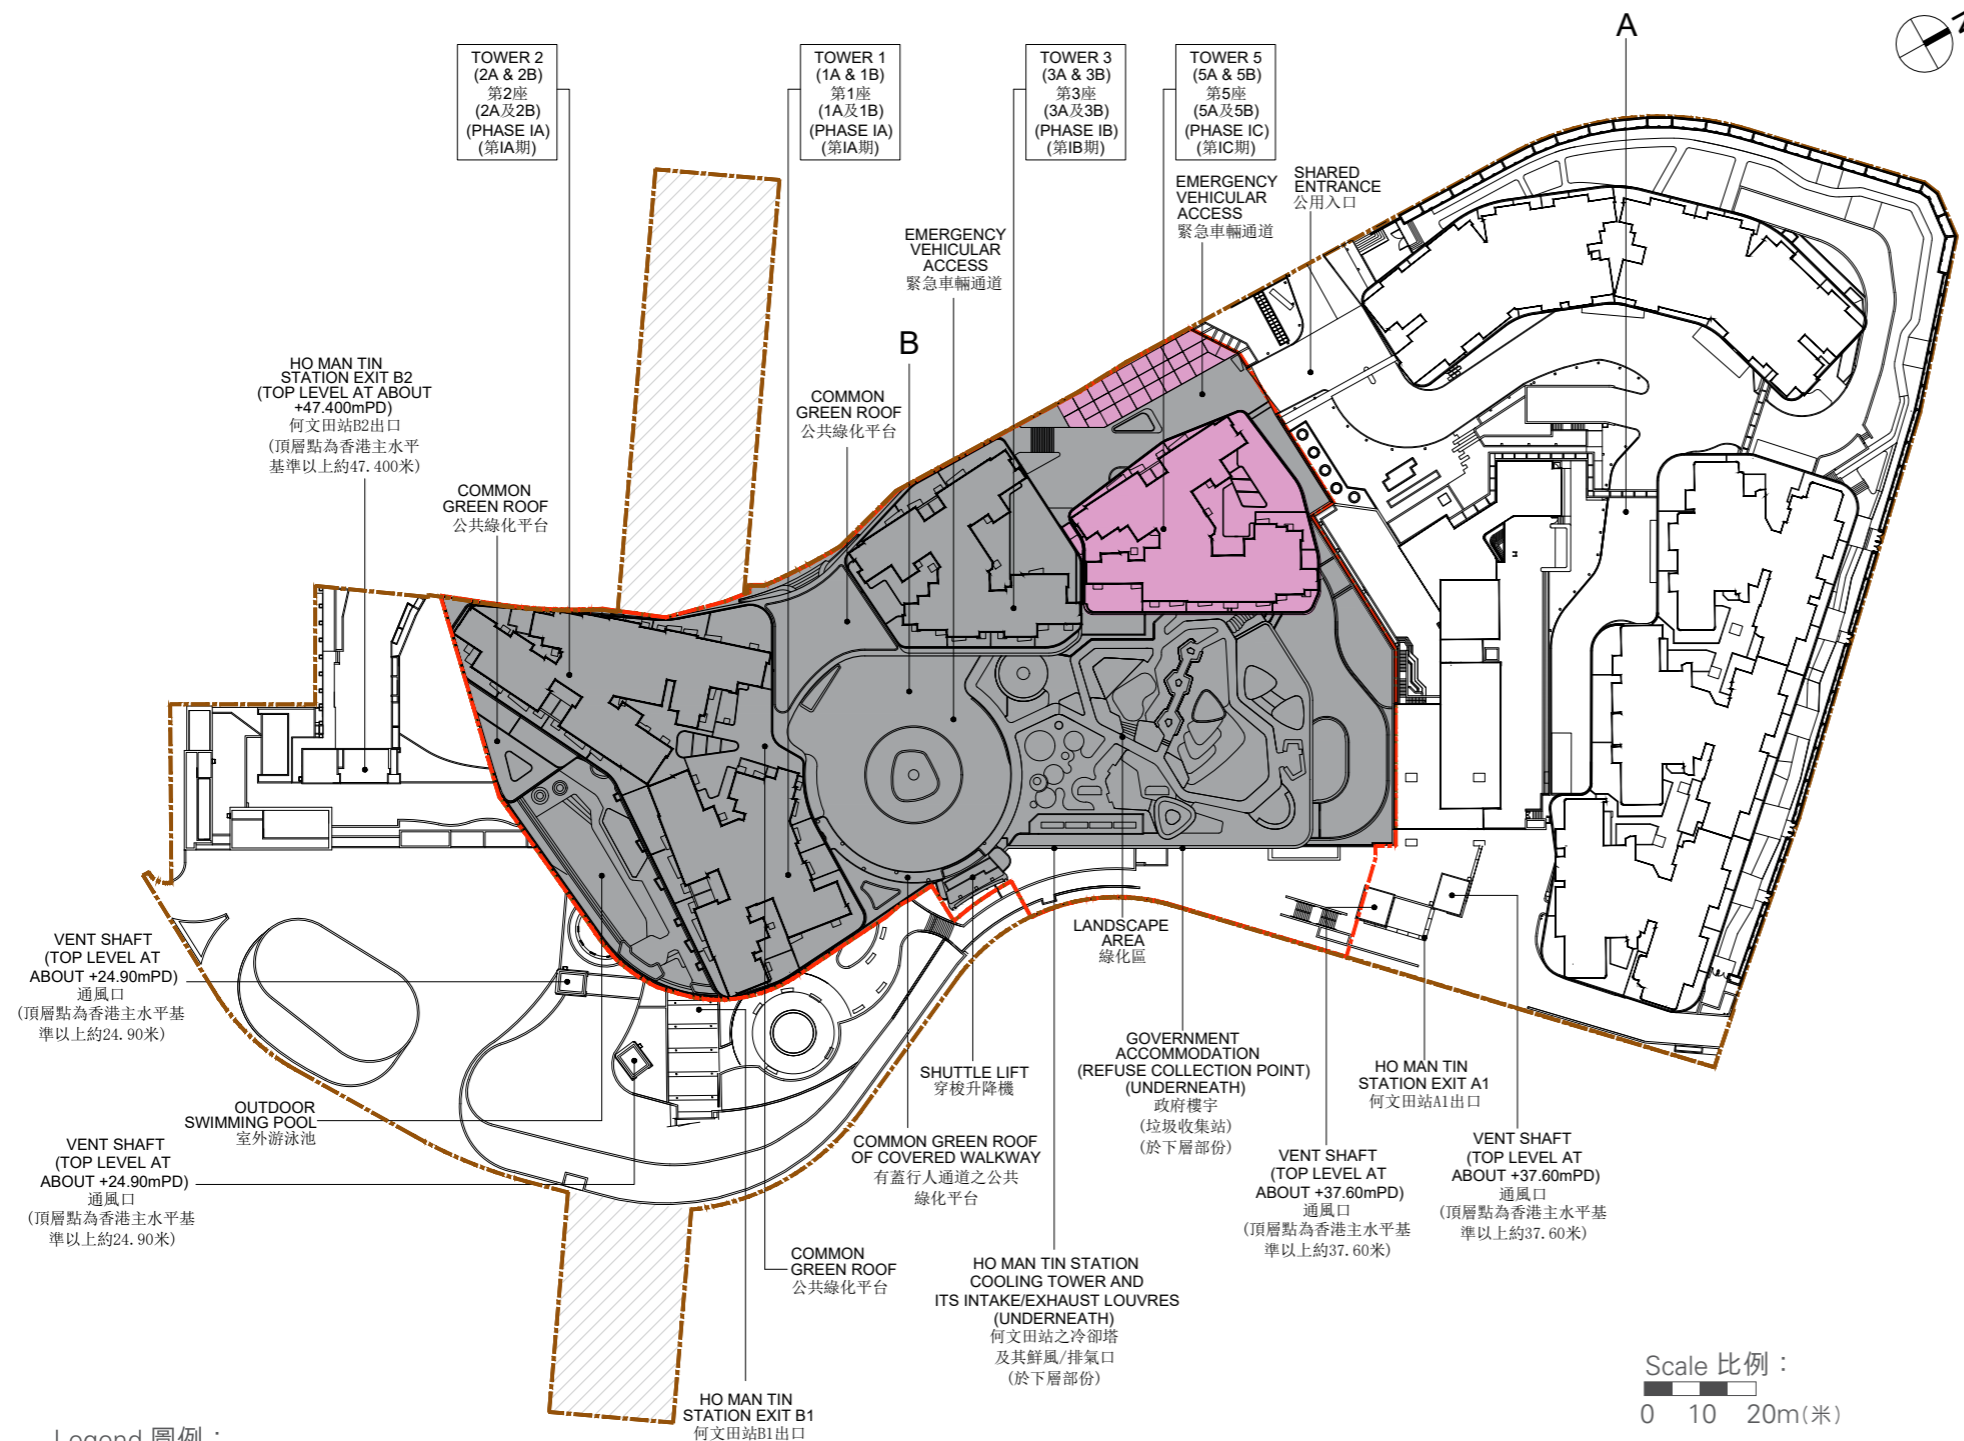 TOWER 2
(2A & 2B)
第2座
(2A及2B)
(PHASE IA)
(第IA期)
TOWER 1
(1A & 1B)
第1座
(1A及1B)
(PHASE IA)
(第IA期)
TOWER 3
(3A & 3B)
第3座
(3A及3B)
(PHASE IB)
(第IB期)
TOWER 5
(5A & 5B)
第5座
(5A及5B)
(PHASE IC)
(第IC期)
A
EMERGENCY
VEHICULAR
ACCESS
緊急車輛通道
SHARED
ENTRANCE
公用入口
EMERGENCY
VEHICULAR
ACCESS
緊急車輛通道
B
HO MAN TIN
STATION EXIT B2
(TOP LEVEL AT ABOUT
+47.400mPD)
何文田站B2出口
(頂層點為香港主水平
基準以上約47.400米)
COMMON
GREEN ROOF
公共綠化平台
COMMON
GREEN ROOF
公共綠化平台
VENT SHAFT
(TOP LEVEL AT
ABOUT +24.90mPD)
通風口
(頂層點為香港主水平基
準以上約24.90米)
LANDSCAPE
AREA
綠化區
OUTDOOR
SWIMMING POOL
室外游泳池
SHUTTLE LIFT
穿梭升降機
GOVERNMENT
ACCOMMODATION
(REFUSE COLLECTION POINT)
(UNDERNEATH)
政府樓宇
(垃圾收集站)
(於下層部份)
HO MAN TIN
STATION EXIT A1
何文田站A1出口
VENT SHAFT
(TOP LEVEL AT
ABOUT +24.90mPD)
通風口
(頂層點為香港主水平基
準以上約24.90米)
COMMON GREEN ROOF
OF COVERED WALKWAY
有蓋行人通道之公共
綠化平台
VENT SHAFT
(TOP LEVEL AT
ABOUT +37.60mPD)
通風口
(頂層點為香港主水平基
準以上約37.60米)
VENT SHAFT
(TOP LEVEL AT
ABOUT +37.60mPD)
通風口
(頂層點為香港主水平基
準以上約37.60米)
COMMON
GREEN ROOF
公共綠化平台
HO MAN TIN STATION
COOLING TOWER AND
ITS INTAKE/EXHAUST LOUVRES
(UNDERNEATH)
何文田站之冷卻塔
及其鮮風/排氣口
(於下層部份)
HO MAN TIN
STATION EXIT B1
何文田站B1出口
Scale 比例：
0 10 20m(米)
Legend 圖例：